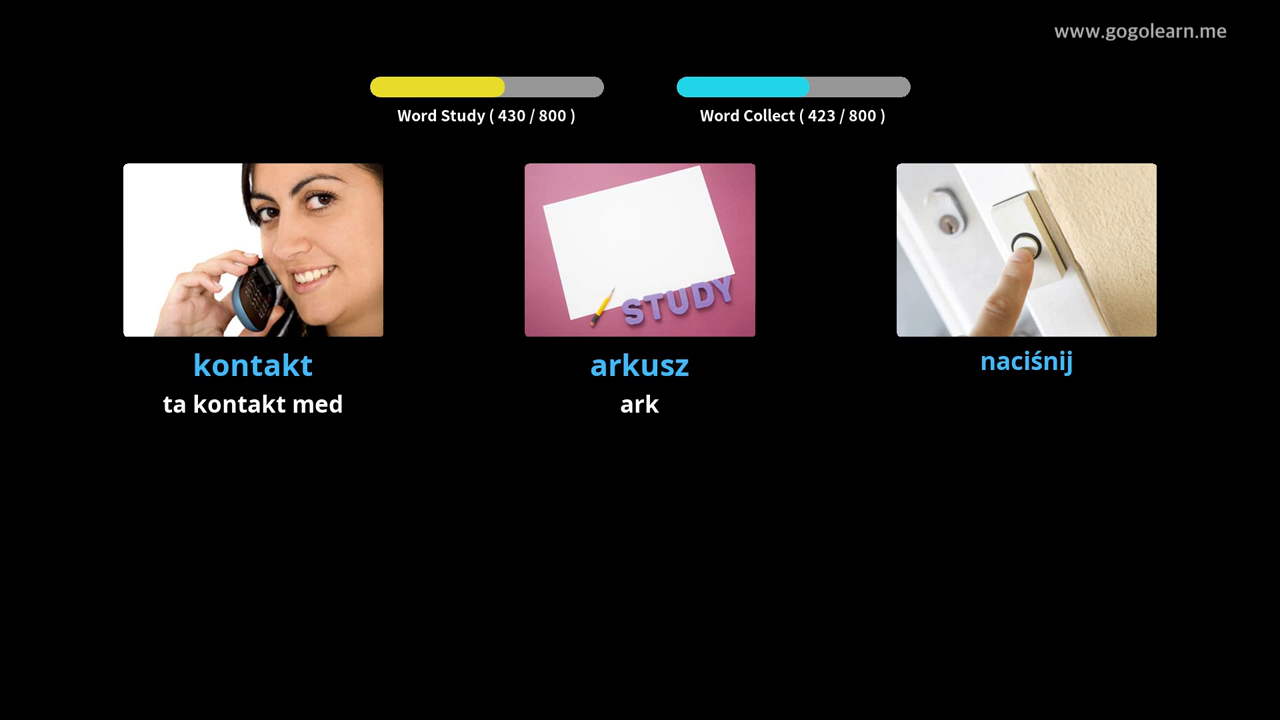 www.gogolearn.me
Word Study ( 430 / 800 )
Word Collect ( 423 / 800 )
STUDY
kontakt
arkusz
naciśnij
ta kontakt med
ark